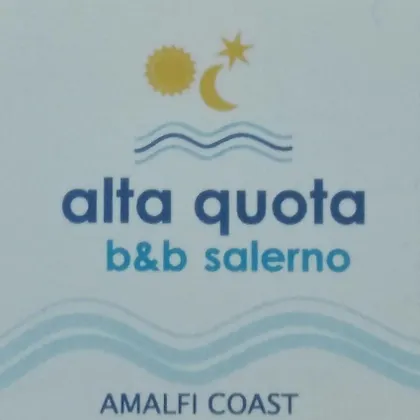 alta quota
b&b salerno
AMALFI COAST